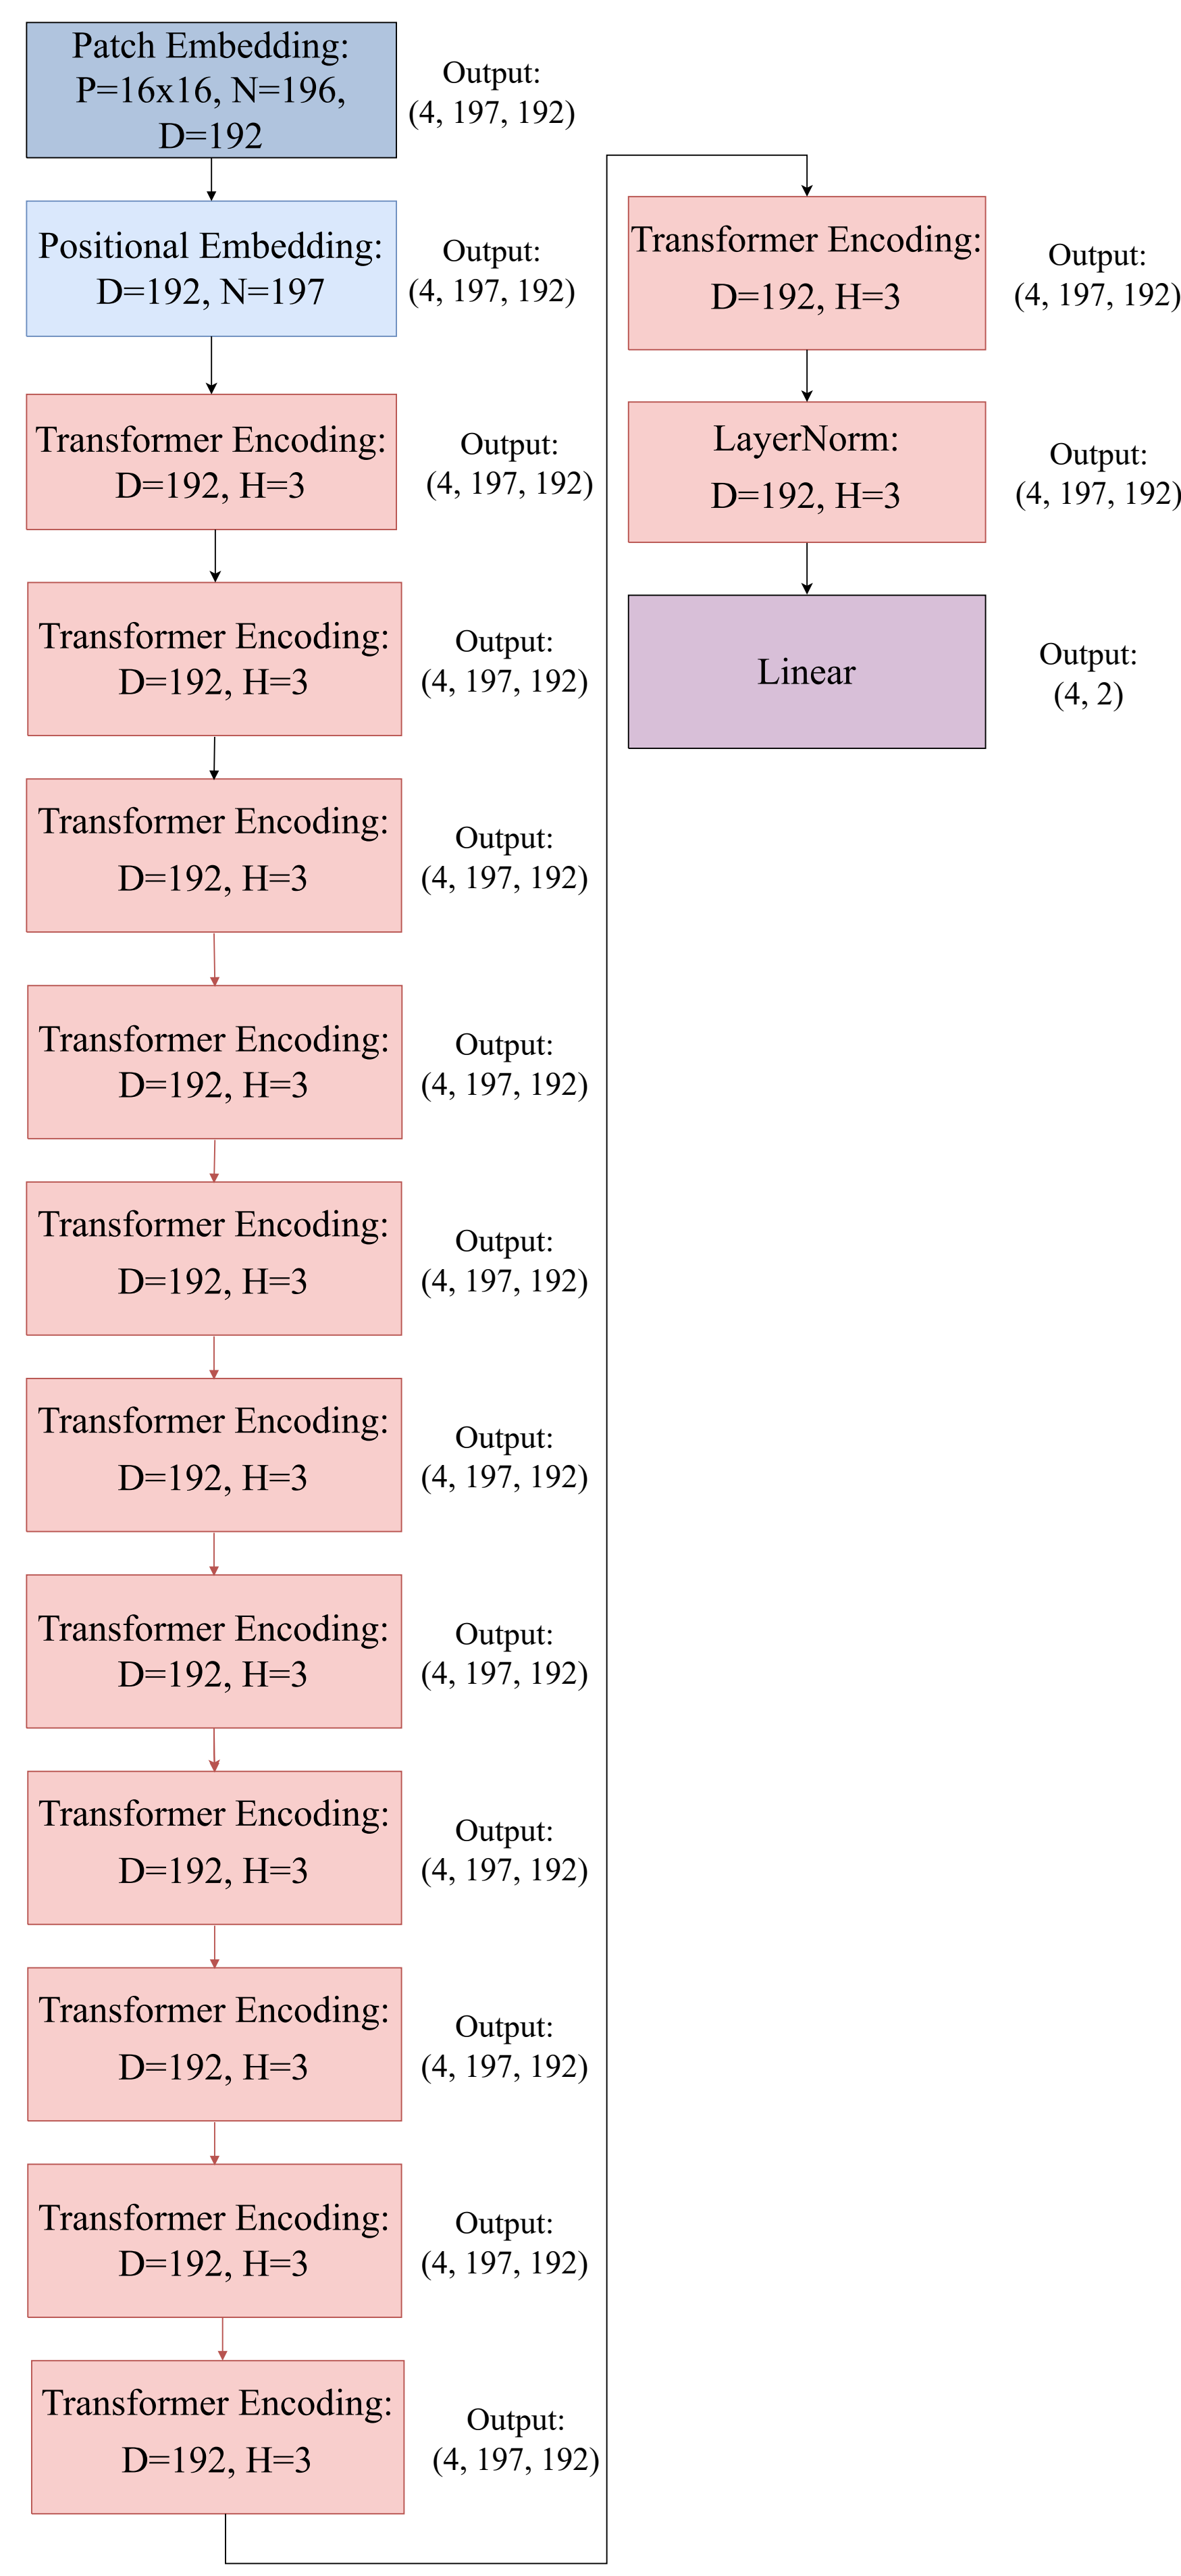 Patch Embedding:
P=16x16, N=196,
D=192
Output:
(4, 197, 192)
Positional Embedding:
D=192, N=197
Output:
(4, 197, 192)
Transformer Encoding:
D=192, H=3
Output:
(4, 197, 192)
Transformer Encoding:
D=192, H=3
Output:
(4, 197, 192)
Transformer Encoding:
D=192, H=3
Output:
(4, 197, 192)
Transformer Encoding:
D=192, H=3
Output:
(4, 197, 192)
Transformer Encoding:
D=192, H=3
Output:
(4, 197, 192)
Transformer Encoding:
D=192, H=3
Output:
(4, 197, 192)
Transformer Encoding:
D=192, H=3
Output:
(4, 197, 192)
Transformer Encoding:
D=192, H=3
Output:
(4, 197, 192)
Transformer Encoding:
D=192, H=3
Output:
(4, 197, 192)
Transformer Encoding:
D=192, H=3
Output:
(4, 197, 192)
Transformer Encoding:
D=192, H=3
Output:
(4, 197, 192)
Transformer Encoding:
D=192, H=3
Output:
(4, 197, 192)
LayerNorm:
D=192, H=3
Output:
(4, 197, 192)
Linear
Output:
(4, 2)